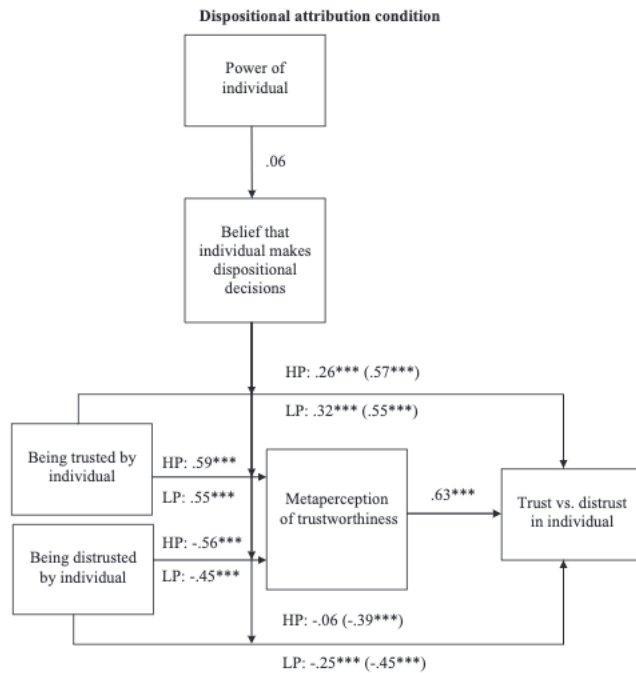 Dispositional attribution condition
Power of
individual
.06
Belief that
individual makes
dispositional
decisions
HP: .26*** (.57***)
LP: .32*** (.55***)
Being trusted by
individual
HP: .59***
LP: .55***
Metaperception
of trustworthiness
.63***
Trust vs. distrust
in individual
Being distrusted
by individual
HP: -.56***
LP: -.45***
HP: -.06 (-.39***)
LP: -.25*** (-.45***)